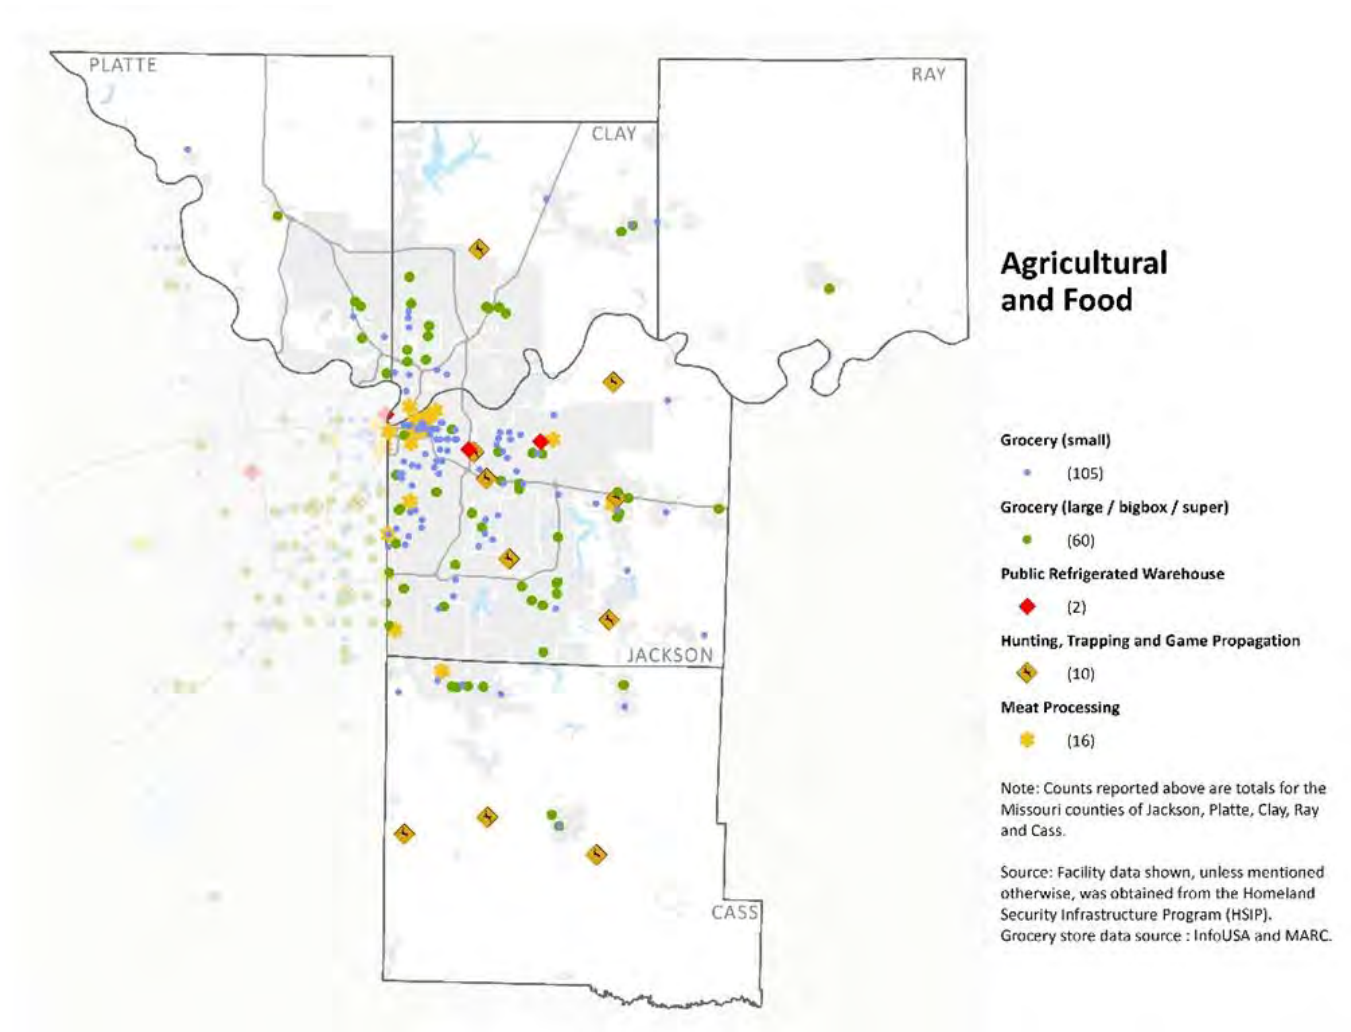 PLATTE
RAY
CLAY
Agricultural
and Food
Grocery (small)
(105)
Grocery (large / bigbox / super)
(60)
Public Refrigerated Warehouse
(2)
Hunting, Trapping and Game Propagation
(10)
JACKSON
Meat Processing
(16)
Note: Counts reported above are totals for the
Missouri counties of Jackson, Platte, Clay, Ray
and Cass.
Source: Facility data shown, unless mentioned
otherwise, was obtained from the Homeland
Security Infrastructure Program (HSIP).
Grocery store data source : InfoUSA and MARC.
CASS